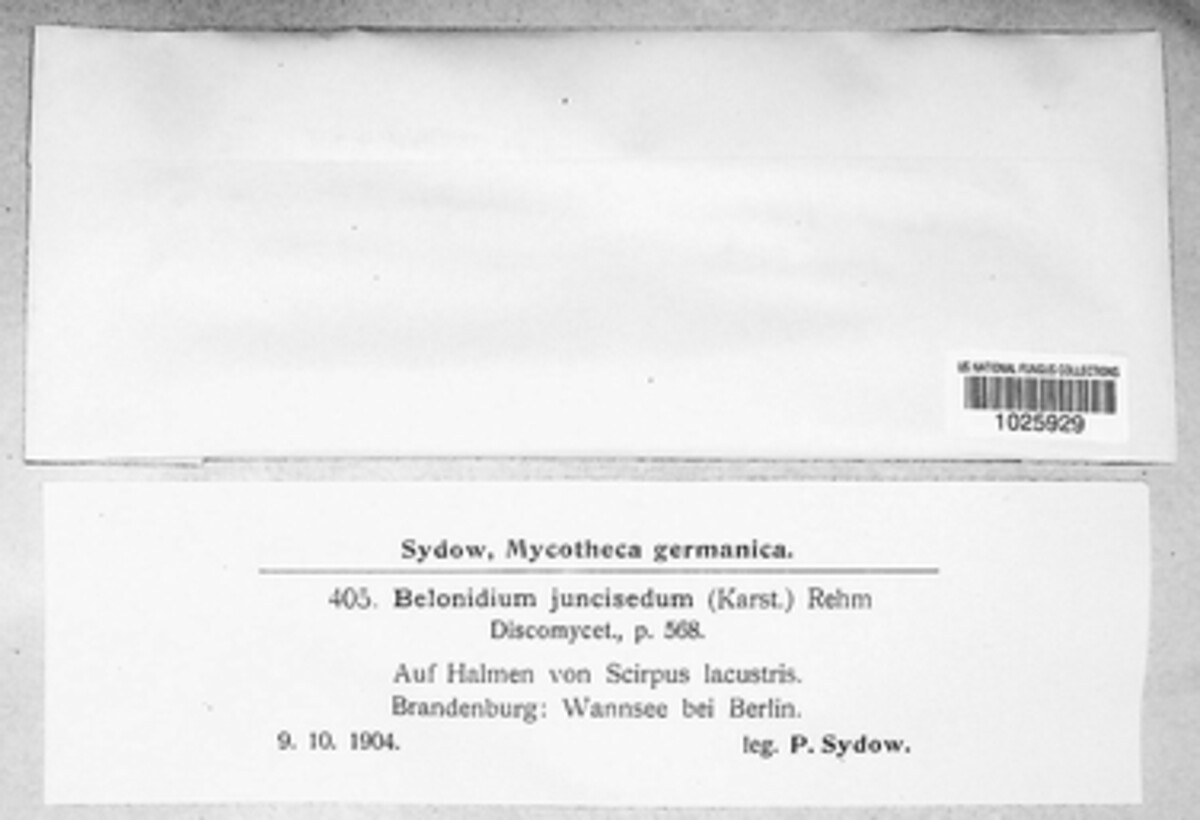 US NATIONAL FUNGUS COLLECTIONS
1025929
Sydow, Mycotheca germanica.
405. Belonidium juncisedum (Karst.) Rehm
Discomycet., p. 568.
Auf Halmen von Scirpus lacustris.
Brandenburg: Wannsee bei Berlin.
9. 10. 1904. leg. P. Sydow.